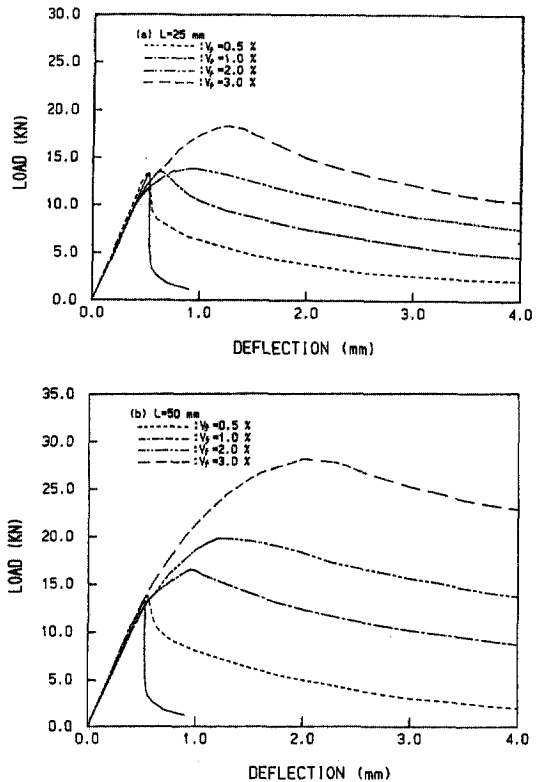 30.0
(a) L=25 mm
:V_f=0.5 %
:V_f=1.0 %
:V_f=2.0 %
:V_f=3.0 %
25.0
20.0
15.0
10.0
5.0
0.0
LOAD (KN)
0.0 1.0 2.0 3.0 4.0
DEFLECTION (mm)
35.0
(b) L=50 mm
:V_f=0.5 %
:V_f=1.0 %
:V_f=2.0 %
:V_f=3.0 %
30.0
25.0
20.0
15.0
10.0
5.0
0.0
LOAD (KN)
0.0 1.0 2.0 3.0 4.0
DEFLECTION (mm)